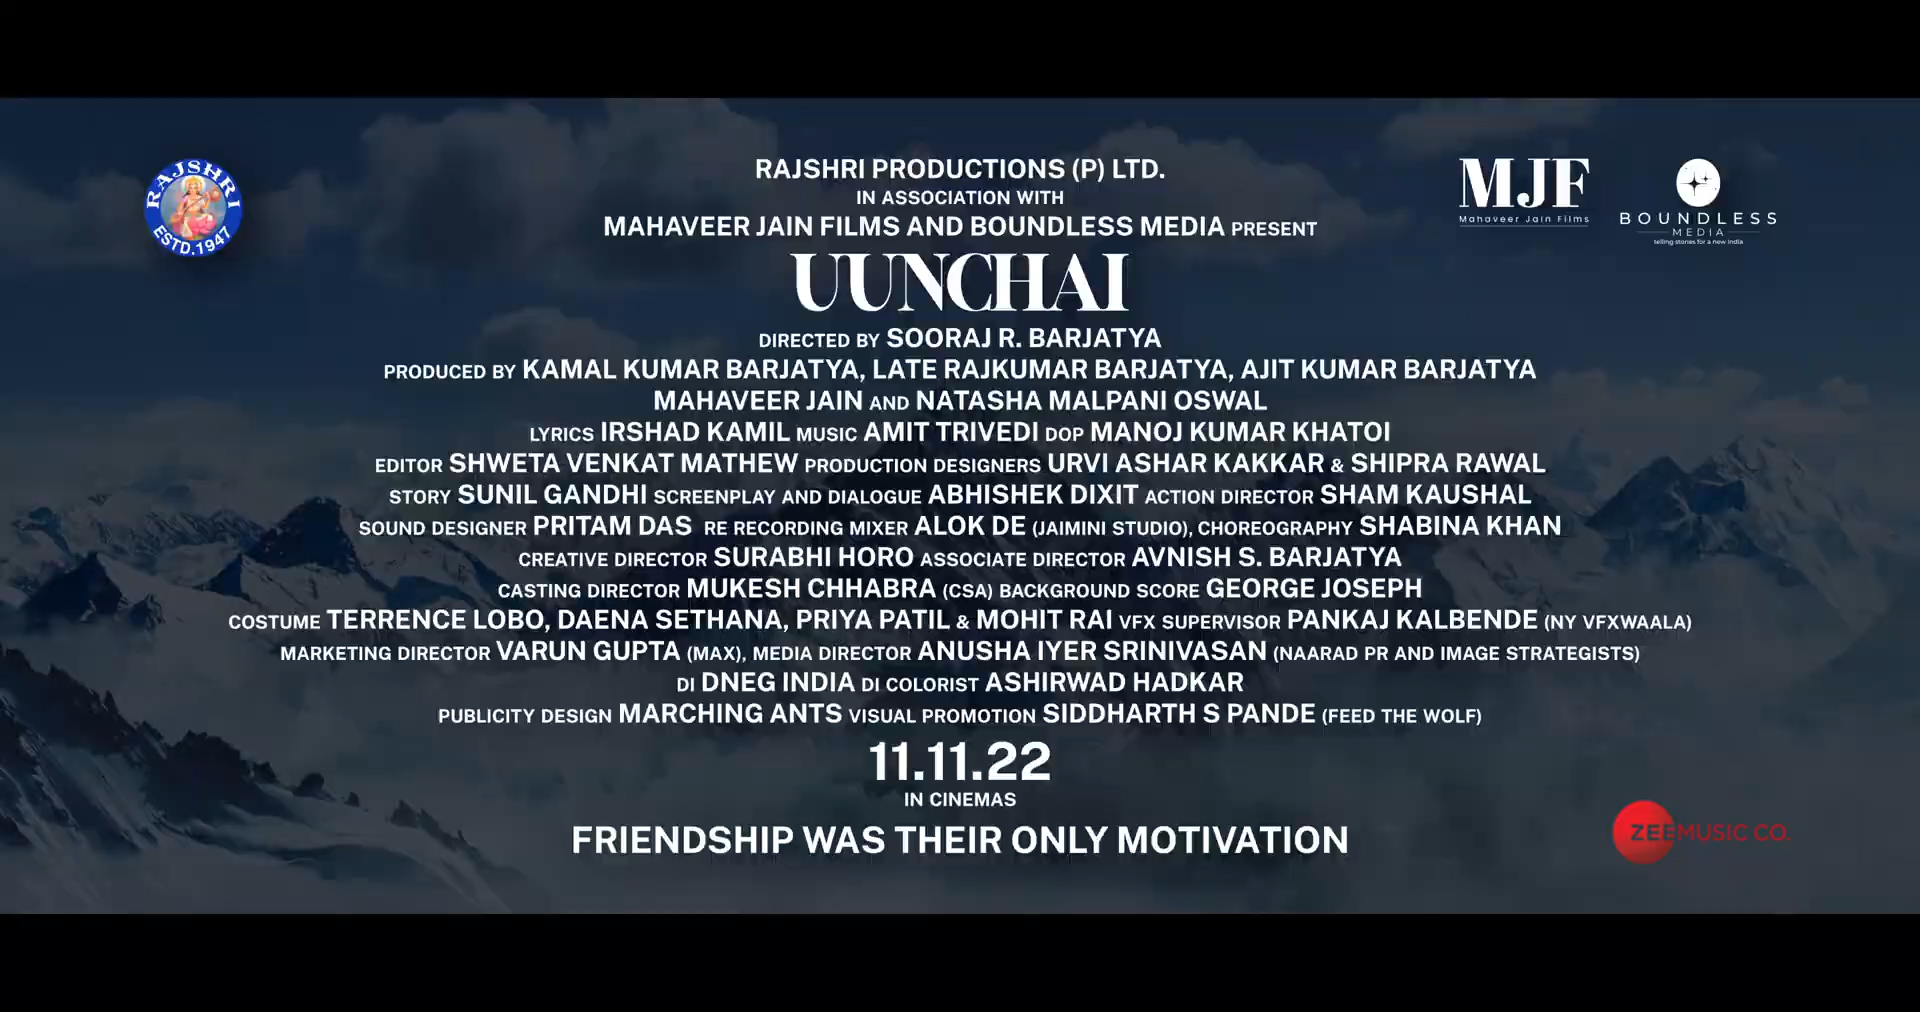 RAJSHRI
ESTD.1947
RAJSHRI PRODUCTIONS (P) LTD.
IN ASSOCIATION WITH
MAHAVEER JAIN FILMS AND BOUNDLESS MEDIA PRESENT
MJF
Mahaveer Jain Films
BOUNDLESS
MEDIA
telling stories for a new india
UUNCHAI
DIRECTED BY SOORAJ R. BARJATYA
PRODUCED BY KAMAL KUMAR BARJATYA, LATE RAJKUMAR BARJATYA, AJIT KUMAR BARJATYA
MAHAVEER JAIN AND NATASHA MALPANI OSWAL
LYRICS IRSHAD KAMIL MUSIC AMIT TRIVEDI DOP MANOJ KUMAR KHATOI
EDITOR SHWETA VENKAT MATHEW PRODUCTION DESIGNERS URVI ASHAR KAKKAR & SHIPRA RAWAL
STORY SUNIL GANDHI SCREENPLAY AND DIALOGUE ABHISHEK DIXIT ACTION DIRECTOR SHAM KAUSHAL
SOUND DESIGNER PRITAM DAS RE RECORDING MIXER ALOK DE (JAIMINI STUDIO), CHOREOGRAPHY SHABINA KHAN
CREATIVE DIRECTOR SURABHI HORO ASSOCIATE DIRECTOR AVNISH S. BARJATYA
CASTING DIRECTOR MUKESH CHHABRA (CSA) BACKGROUND SCORE GEORGE JOSEPH
COSTUME TERRENCE LOBO, DAENA SETHANA, PRIYA PATIL & MOHIT RAI VFX SUPERVISOR PANKAJ KALBENDE (NY VFXWAALA)
MARKETING DIRECTOR VARUN GUPTA (MAX), MEDIA DIRECTOR ANUSHA IYER SRINIVASAN (NAARAD PR AND IMAGE STRATEGISTS)
DI DNEG INDIA DI COLORIST ASHIRWAD HADKAR
PUBLICITY DESIGN MARCHING ANTS VISUAL PROMOTION SIDDHARTH S PANDE (FEED THE WOLF)
11.11.22
IN CINEMAS
FRIENDSHIP WAS THEIR ONLY MOTIVATION
ZEE MUSIC CO.